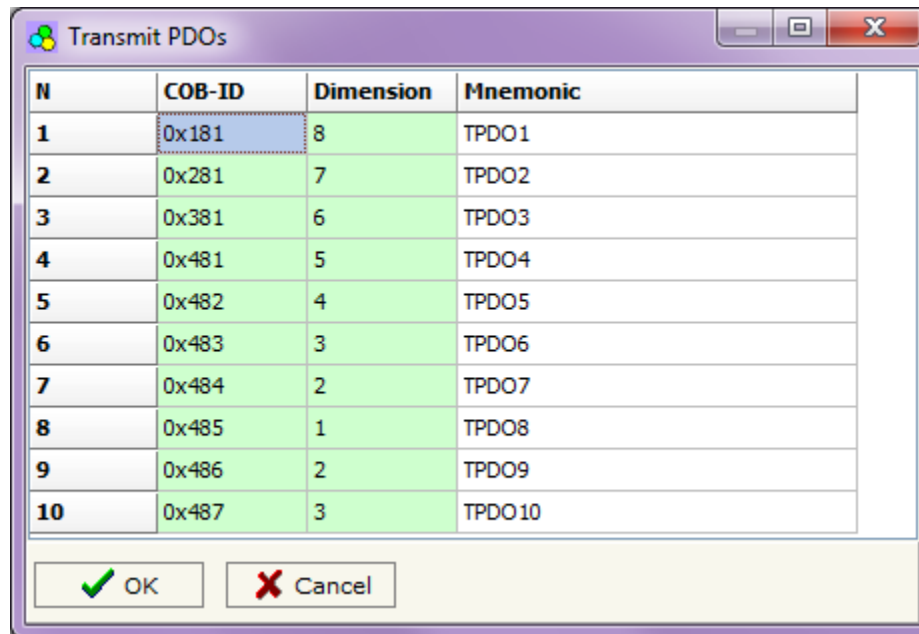 Transmit PDOs
N COB-ID Dimension Mnemonic
1 0x181 8 TPDO1
2 0x281 7 TPDO2
3 0x381 6 TPDO3
4 0x481 5 TPDO4
5 0x482 4 TPDO5
6 0x483 3 TPDO6
7 0x484 2 TPDO7
8 0x485 1 TPDO8
9 0x486 2 TPDO9
10 0x487 3 TPDO10
OK Cancel